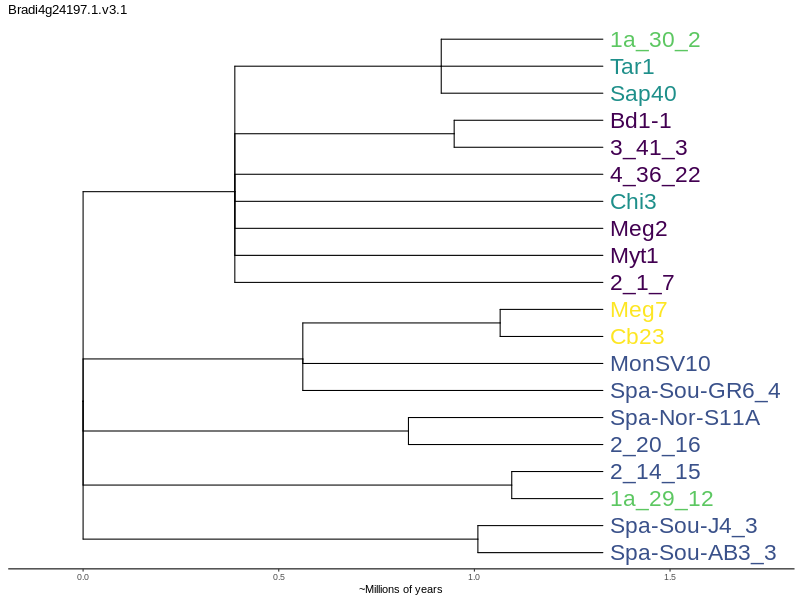 Bradi4g24197.1.v3.1
1a_30_2
Tar1
Sap40
Bd1-1
3_41_3
4_36_22
Chi3
Meg2
Myt1
2_1_7
Meg7
Cb23
MonSV10
Spa-Sou-GR6_4
Spa-Nor-S11A
2_20_16
2_14_15
1a_29_12
Spa-Sou-J4_3
Spa-Sou-AB3_3
0.0 0.5 1.0 1.5
~Millions of years